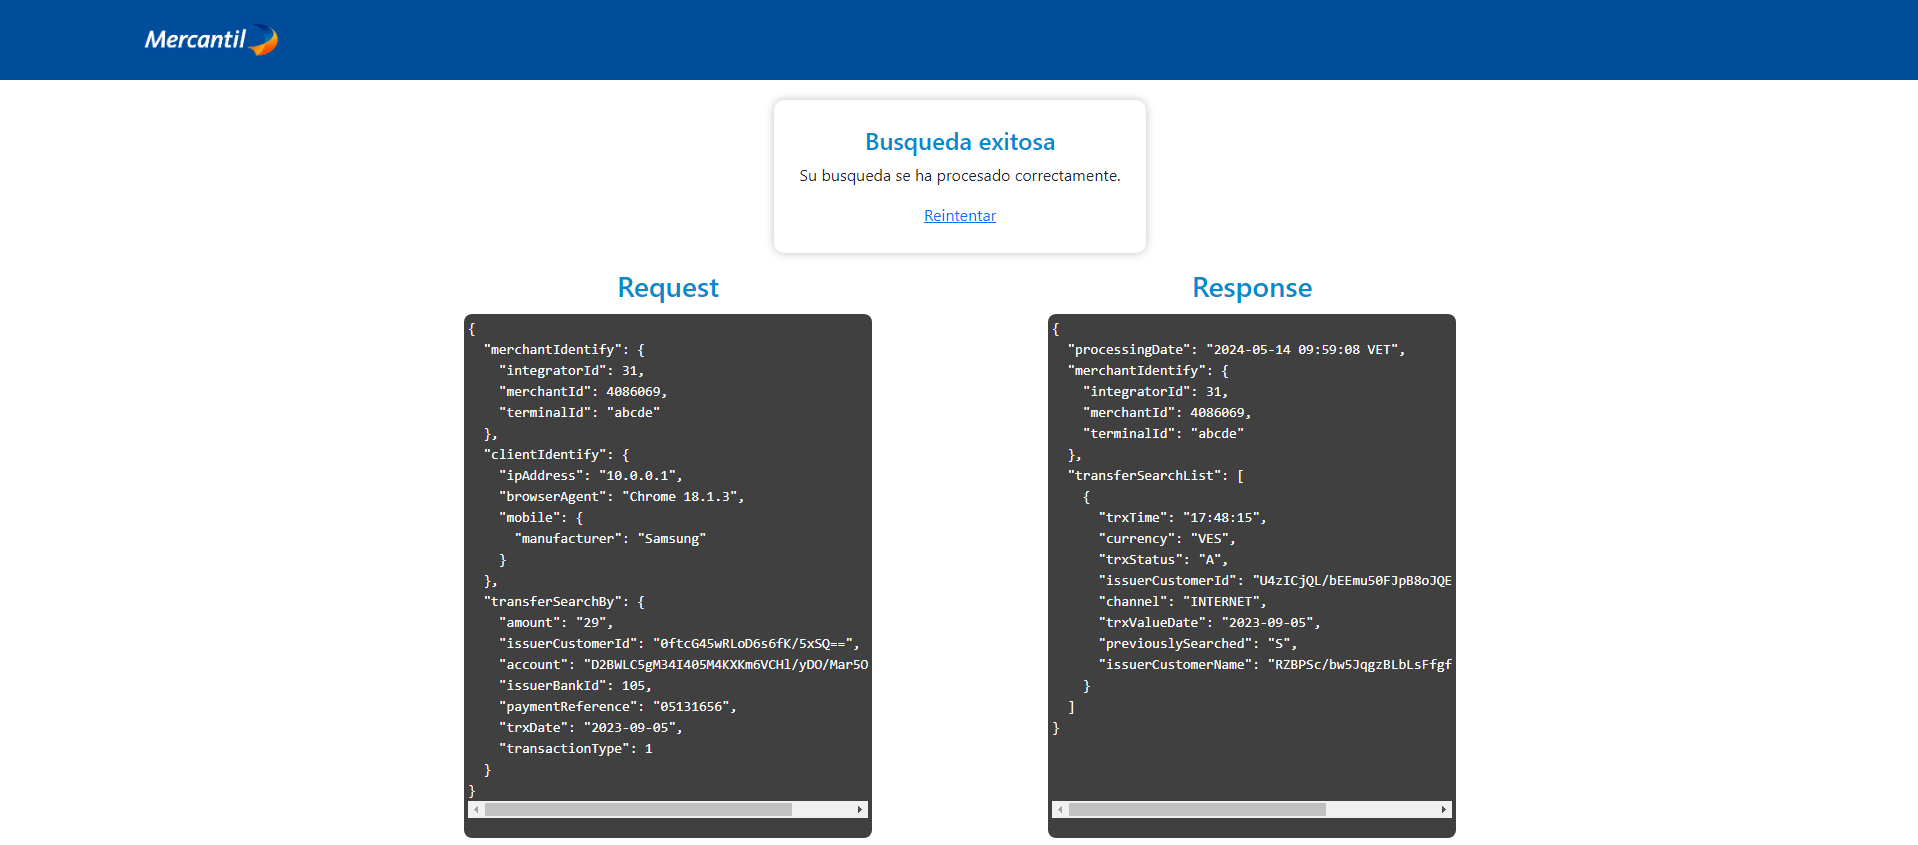 Mercantil
Busqueda exitosa
Su busqueda se ha procesado correctamente.
Reintentar
Request
{
  "merchantIdentify": {
    "integratorId": 31,
    "merchantId": 4086069,
    "terminalId": "abcde"
  },
  "clientIdentify": {
    "ipAddress": "10.0.0.1",
    "browserAgent": "Chrome 18.1.3",
    "mobile": {
      "manufacturer": "Samsung"
    }
  },
  "transferSearchBy": {
    "amount": "29",
    "issuerCustomerId": "0ftcG45wRLoD6s6fK/5xSQ==",
    "account": "D2BWLC5gM34I405M4KXKm6VCHl/yDO/Mar5O
    "issuerBankId": 105,
    "paymentReference": "05131656",
    "trxDate": "2023-09-05",
    "transactionType": 1
  }
}
Response
{
  "processingDate": "2024-05-14 09:59:08 VET",
  "merchantIdentify": {
    "integratorId": 31,
    "merchantId": 4086069,
    "terminalId": "abcde"
  },
  "transferSearchList": [
    {
      "trxTime": "17:48:15",
      "currency": "VES",
      "trxStatus": "A",
      "issuerCustomerId": "U4zICjQL/bEEmu50FJpB8oJQE
      "channel": "INTERNET",
      "trxValueDate": "2023-09-05",
      "previouslySearched": "S",
      "issuerCustomerName": "RZBPSc/bw5JqgzBLbLsFfgf
    }
  ]
}